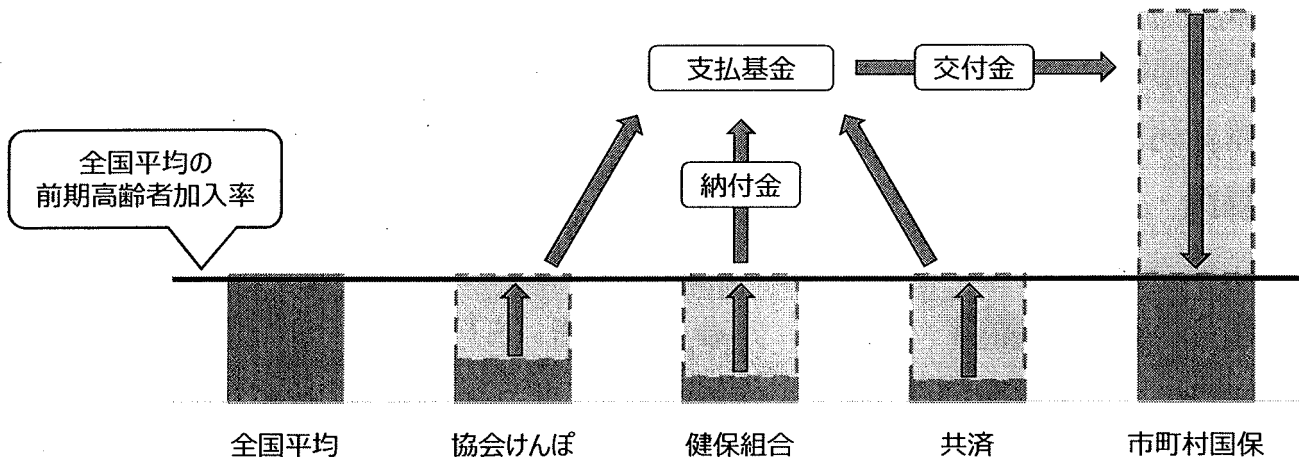 支払基金
交付金
全国平均の
前期高齢者加入率
納付金
全国平均
協会けんぽ
健保組合
共済
市町村国保